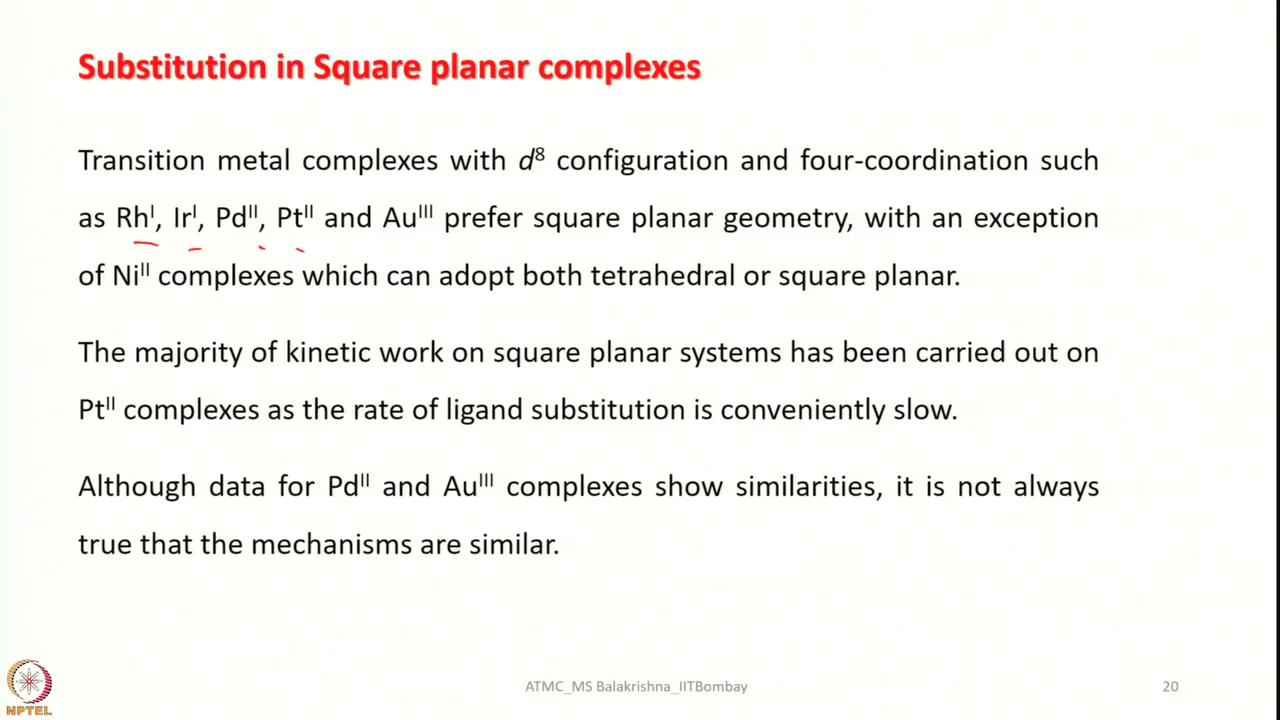 Substitution in Square planar complexes
Transition metal complexes with d⁸ configuration and four-coordination such
as Rhᴵ, Irᴵ, Pdᴵᴵ, Ptᴵᴵ and Auᴵᴵᴵ prefer square planar geometry, with an exception
of Niᴵᴵ complexes which can adopt both tetrahedral or square planar.
The majority of kinetic work on square planar systems has been carried out on
Ptᴵᴵ complexes as the rate of ligand substitution is conveniently slow.
Although data for Pdᴵᴵ and Auᴵᴵᴵ complexes show similarities, it is not always
true that the mechanisms are similar.
NPTEL
ATMC_MS Balakrishna_IITBombay
20